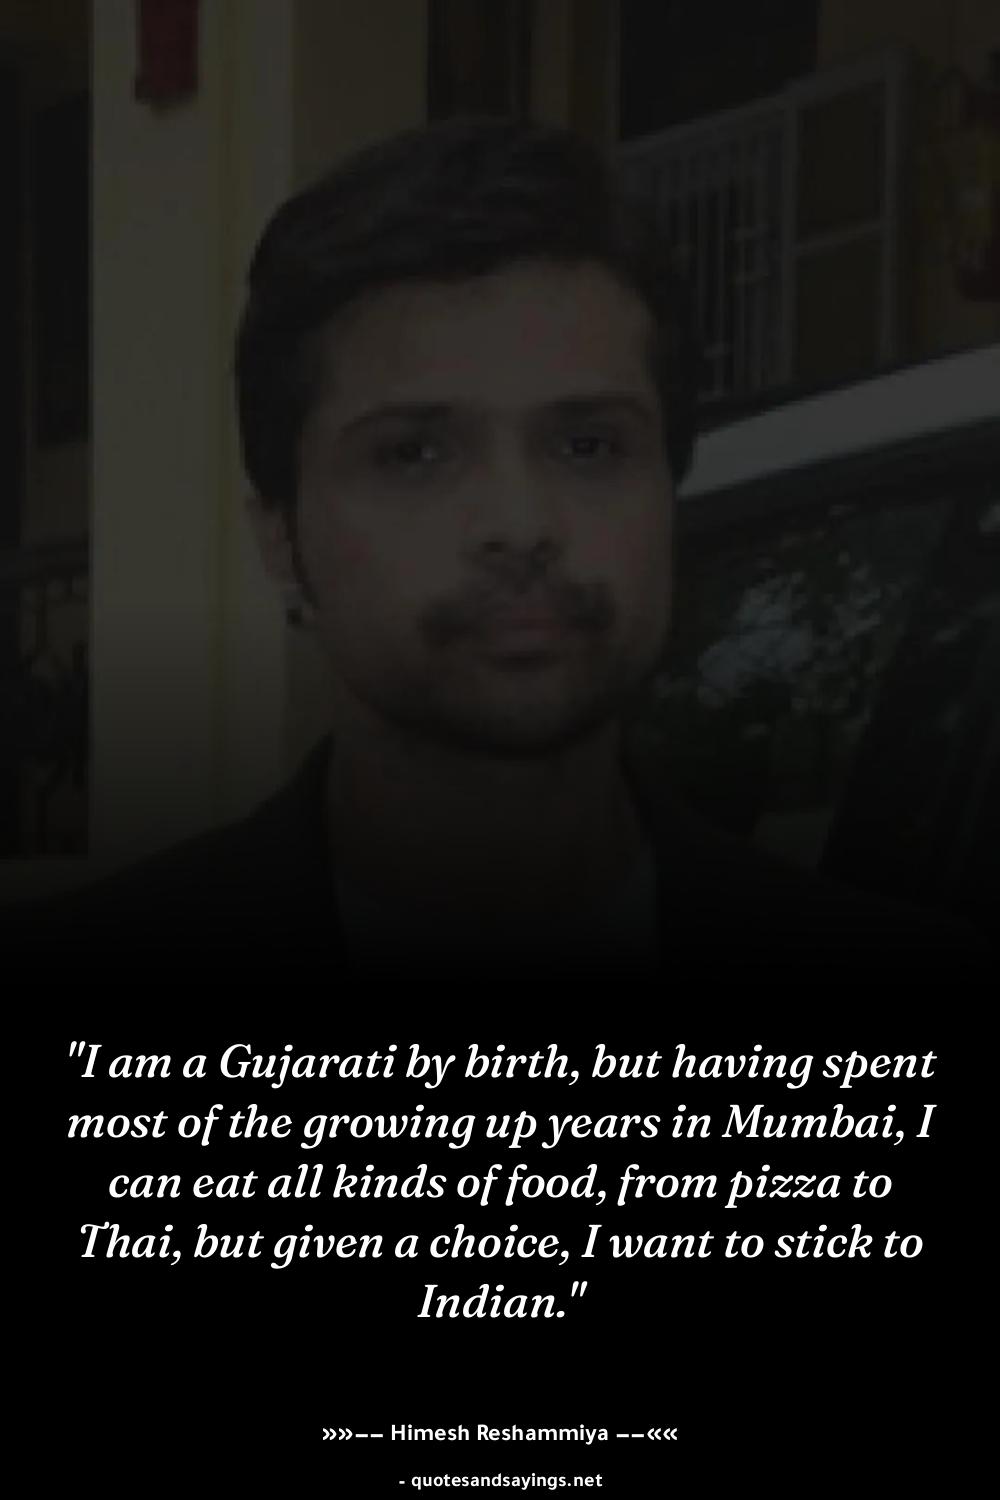 "I am a Gujarati by birth, but having spent
most of the growing up years in Mumbai, I
can eat all kinds of food, from pizza to
Thai, but given a choice, I want to stick to
Indian."
»»–– Himesh Reshammiya ––««
- quotesandsayings.net